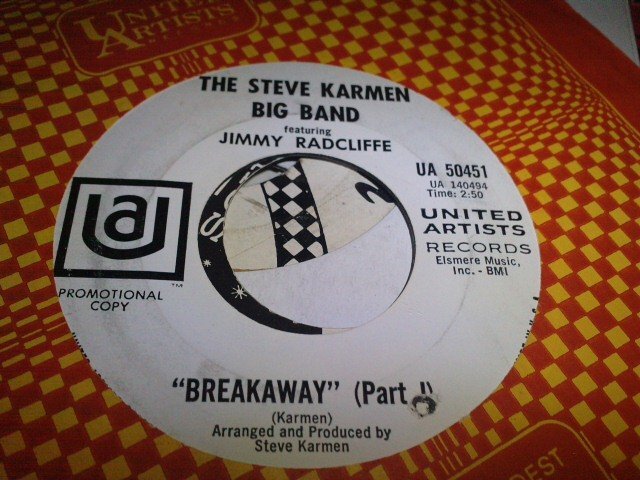 UNITED
ARTISTS
THE STEVE KARMEN
BIG BAND
featuring
JIMMY RADCLIFFE
UA 50451
UA 140494
Time: 2:50
UNITED
ARTISTS
RECORDS
Elsmere Music,
Inc. - BMI
UA
TM
PROMOTIONAL
COPY
"BREAKAWAY" (Part I)
(Karmen)
Arranged and Produced by
Steve Karmen